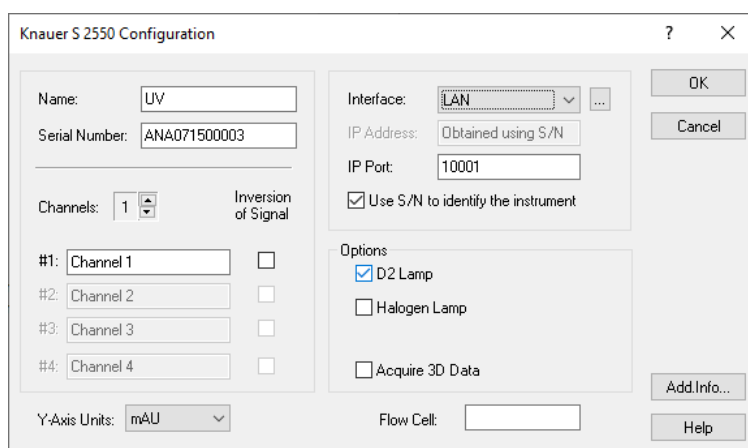 Knauer S 2550 Configuration
Name: UV
Serial Number: ANA071500003
Channels: 1
Inversion
of Signal
#1: Channel 1
#2: Channel 2
#3: Channel 3
#4: Channel 4
Y-Axis Units: mAU
Interface: LAN ...
IP Address: Obtained using S/N
IP Port: 10001
Use S/N to identify the instrument
Options
D2 Lamp
Halogen Lamp
Acquire 3D Data
Flow Cell:
OK
Cancel
Add.Info...
Help